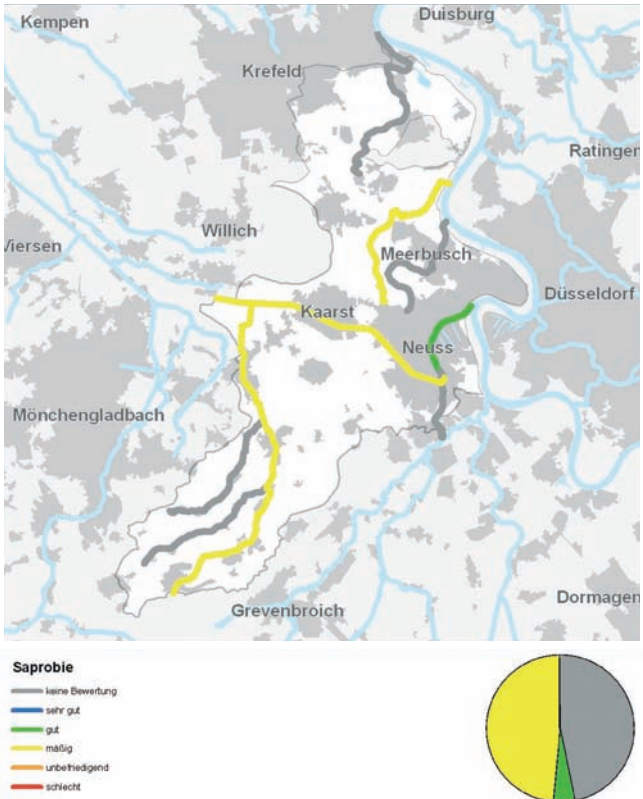 Kempen
Duisburg
Krefeld
Ratingen
Willich
Viersen
Meerbusch
Düsseldorf
Kaarst
Neuss
Mönchengladbach
Dormagen
Grevenbroich
Saprobie
keine Bewertung
sehr gut
gut
mäßig
unbefriedigend
schlecht